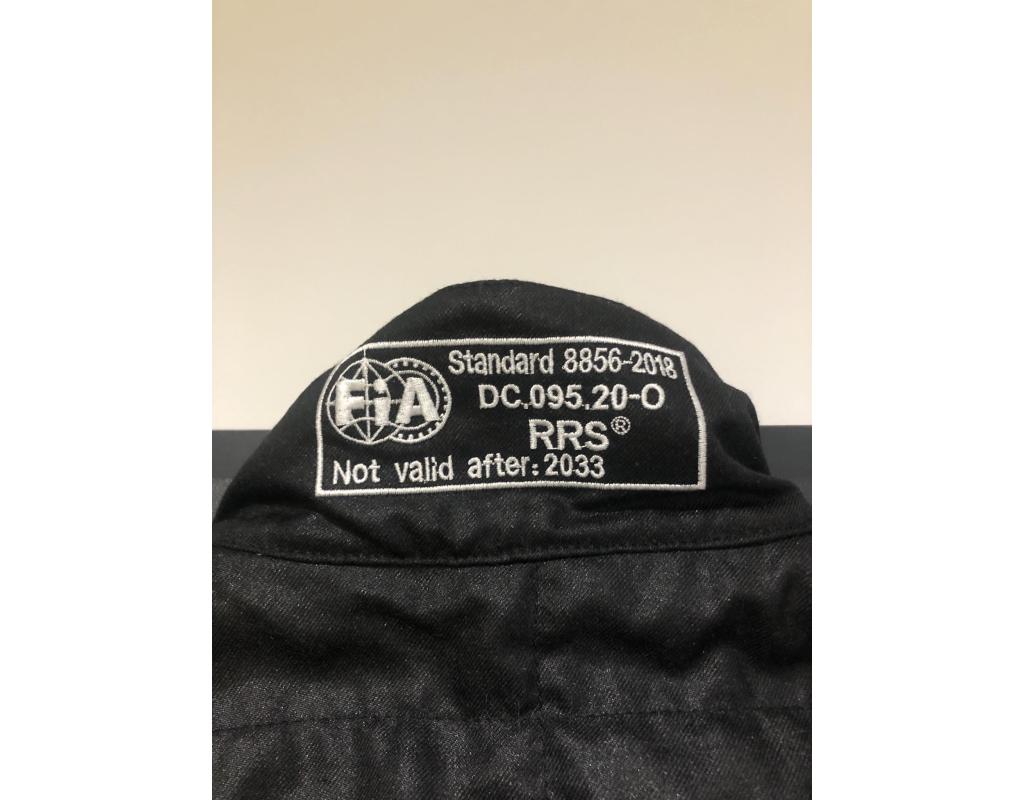 FiA
Standard 8856-2018
DC.095.20-O
RRS®
Not valid after: 2033